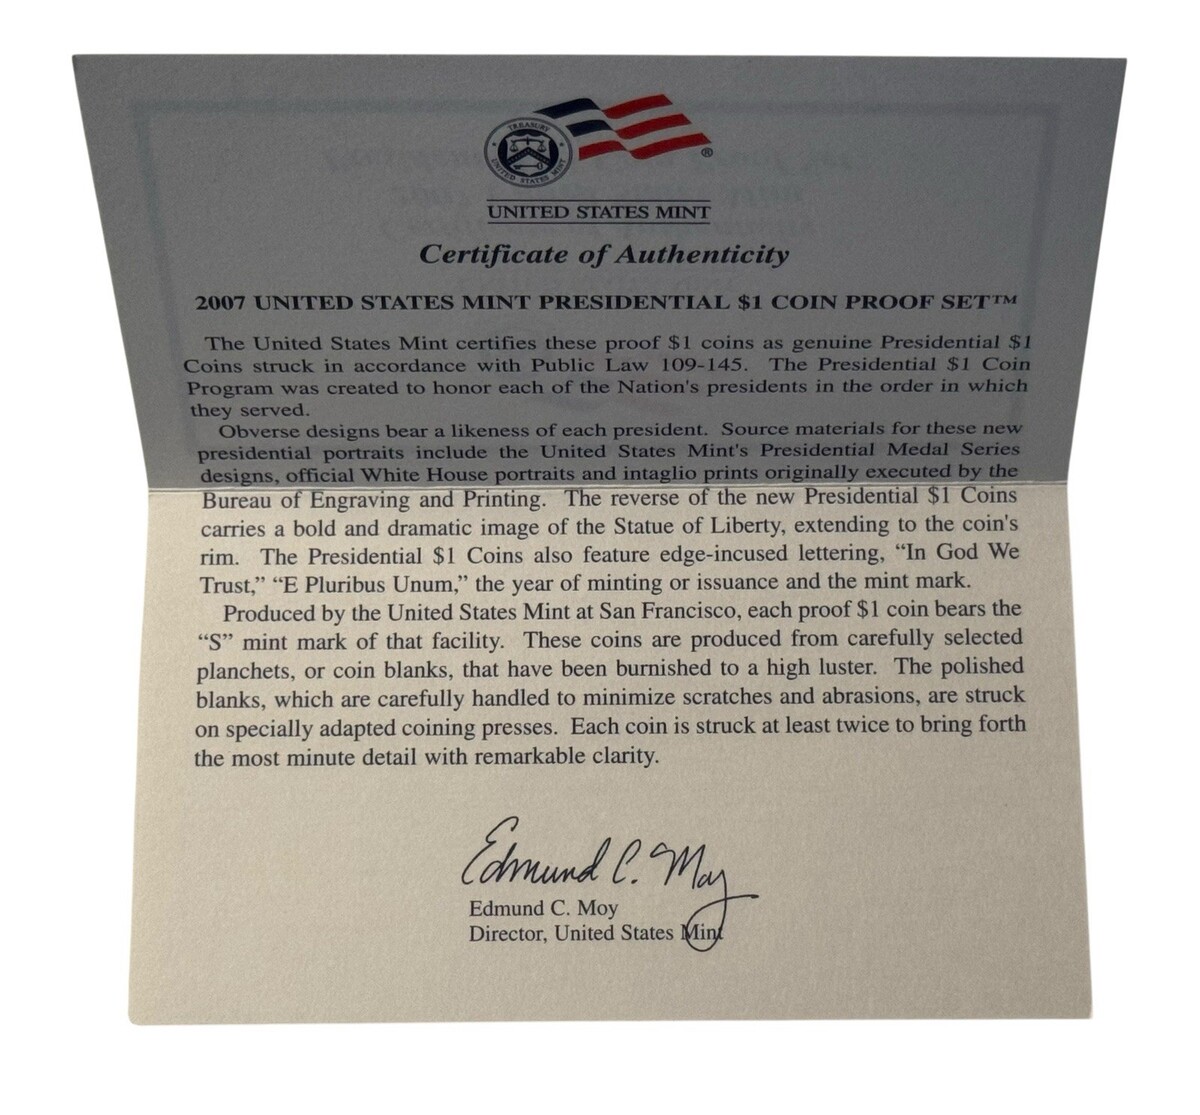 TREASURY
UNITED STATES MINT
®
UNITED STATES MINT
Certificate of Authenticity
2007 UNITED STATES MINT PRESIDENTIAL $1 COIN PROOF SET™
The United States Mint certifies these proof $1 coins as genuine Presidential $1
Coins struck in accordance with Public Law 109-145. The Presidential $1 Coin
Program was created to honor each of the Nation's presidents in the order in which
they served.
Obverse designs bear a likeness of each president. Source materials for these new
presidential portraits include the United States Mint's Presidential Medal Series
designs, official White House portraits and intaglio prints originally executed by the
Bureau of Engraving and Printing. The reverse of the new Presidential $1 Coins
carries a bold and dramatic image of the Statue of Liberty, extending to the coin's
rim. The Presidential $1 Coins also feature edge-incused lettering, “In God We
Trust,” “E Pluribus Unum,” the year of minting or issuance and the mint mark.
Produced by the United States Mint at San Francisco, each proof $1 coin bears the
“S” mint mark of that facility. These coins are produced from carefully selected
planchets, or coin blanks, that have been burnished to a high luster. The polished
blanks, which are carefully handled to minimize scratches and abrasions, are struck
on specially adapted coining presses. Each coin is struck at least twice to bring forth
the most minute detail with remarkable clarity.
Edmund C. Moy
Edmund C. Moy
Director, United States Mint